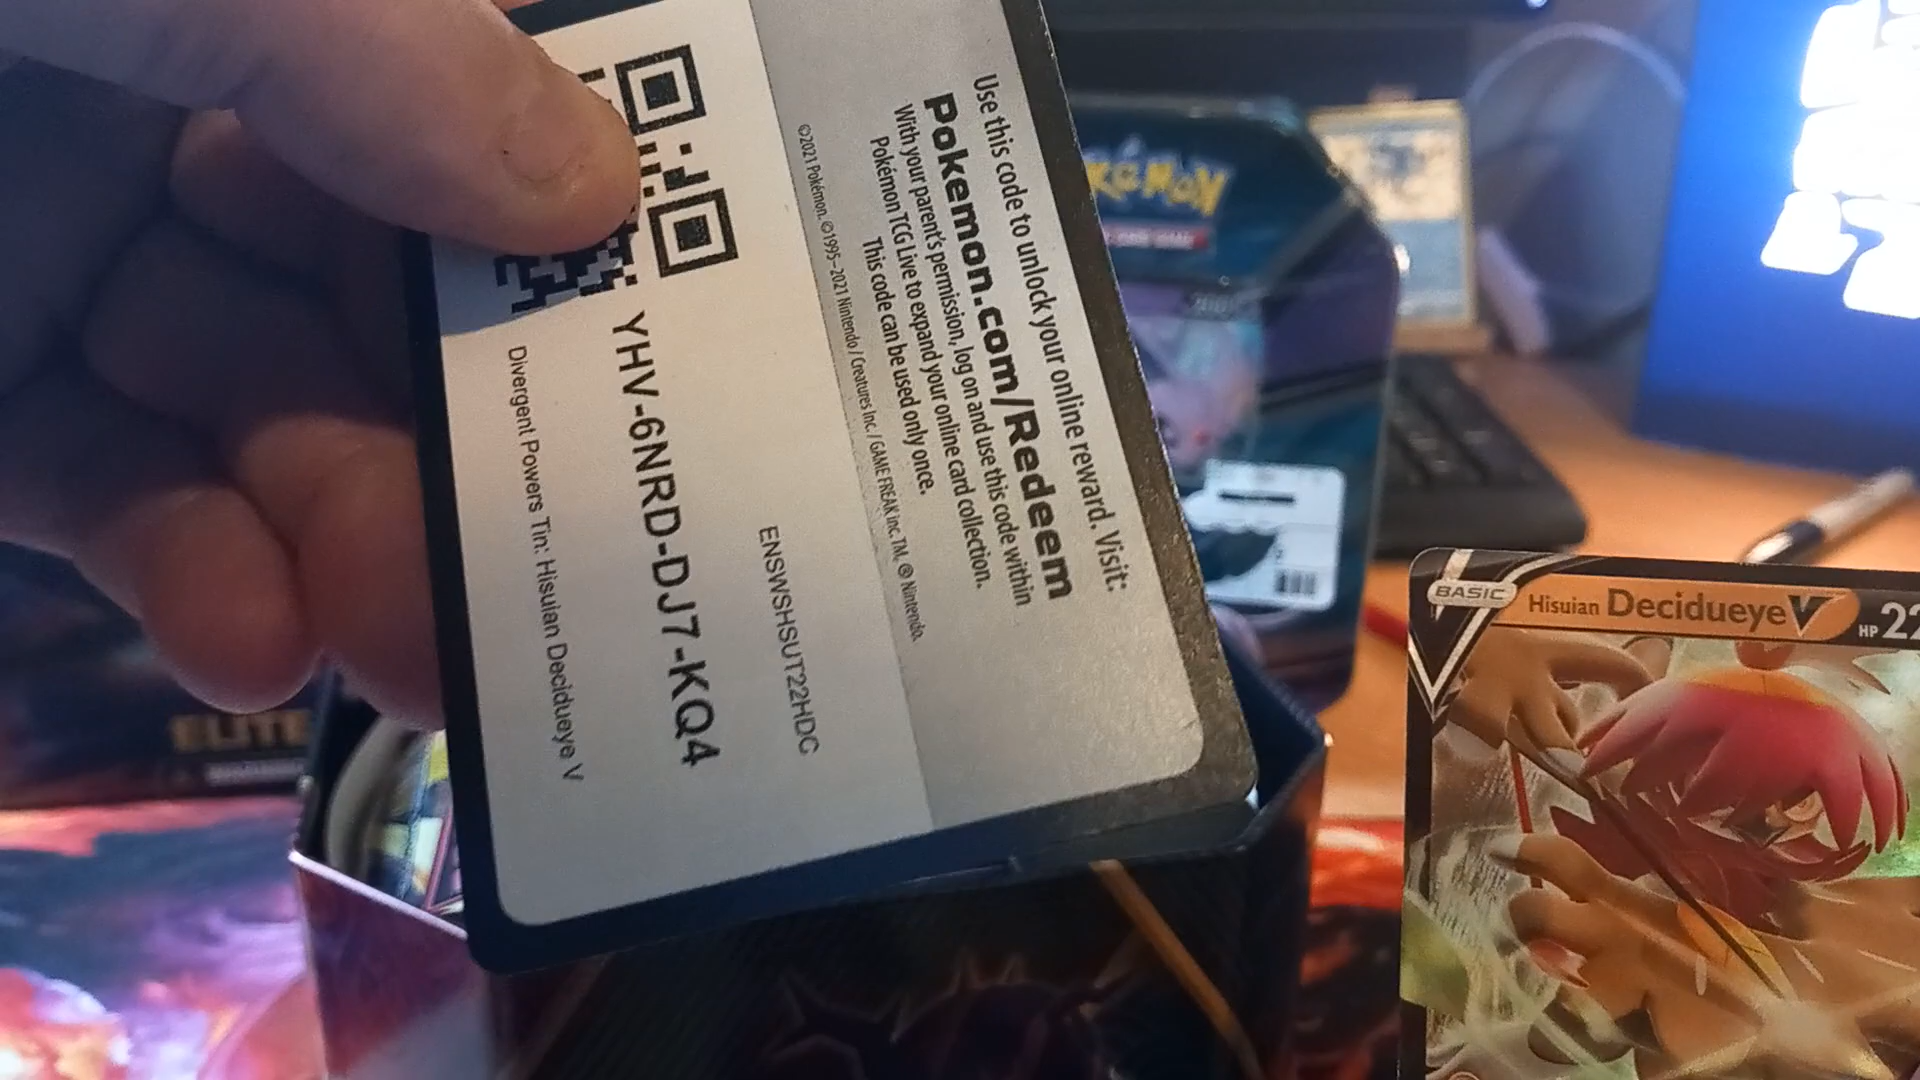 Use this code to unlock your online reward. Visit:
Pokemon.com/Redeem
With your parent's permission, log on and use this code within
Pokémon TCG Live to expand your online card collection.
This code can be used only once.
©2021 Pokémon. ©1995–2021 Nintendo / Creatures Inc. / GAME FREAK inc. TM, ® Nintendo.
ENSWSHSUT22HDC
YHV-6NRD-DJ7-KQ4
Divergent Powers Tin: Hisuian Decidueye V
POKéMON
BASIC
Hisuian Decidueye V
HP 22
ELITE